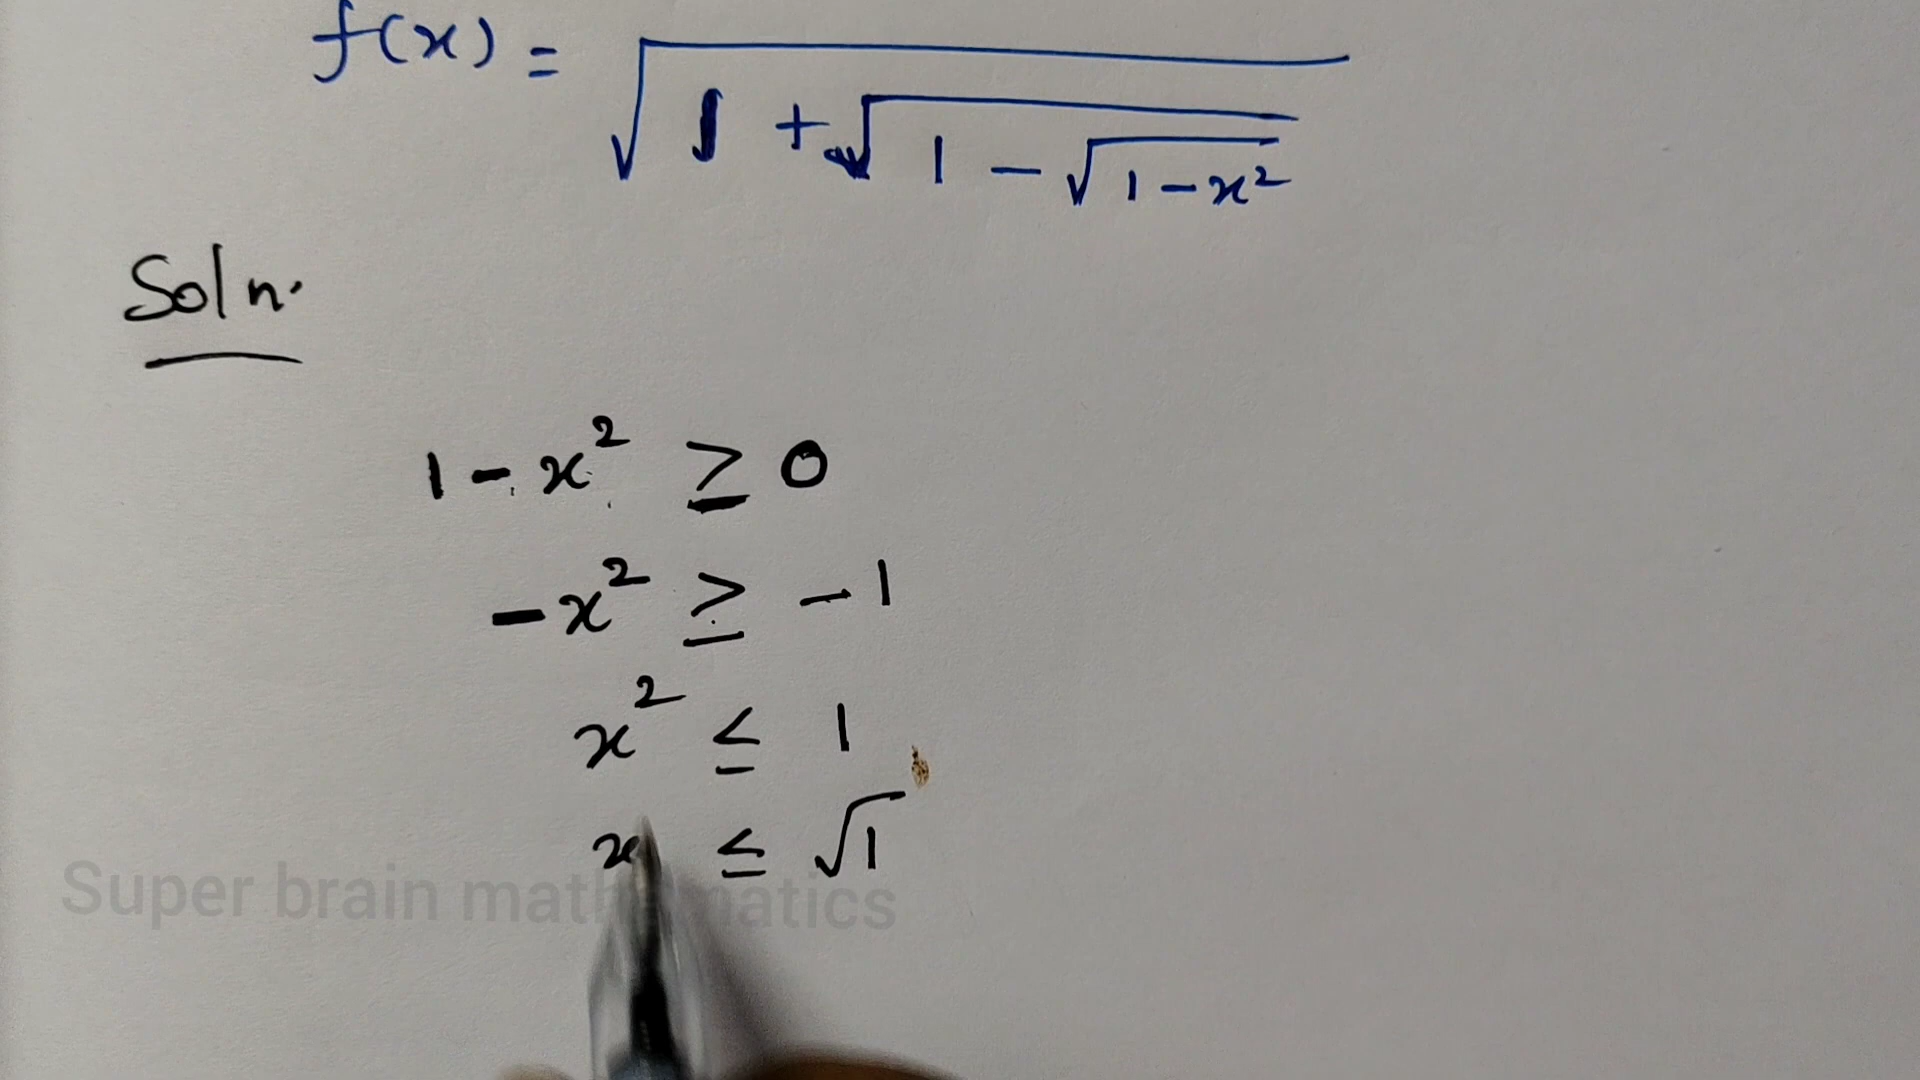 f(x) = √(1 + √(1 - √(1-x²)))
Soln.
1 - x² ≥ 0
-x² ≥ -1
x² ≤ 1
x ≤ √1
Super brain mathematics